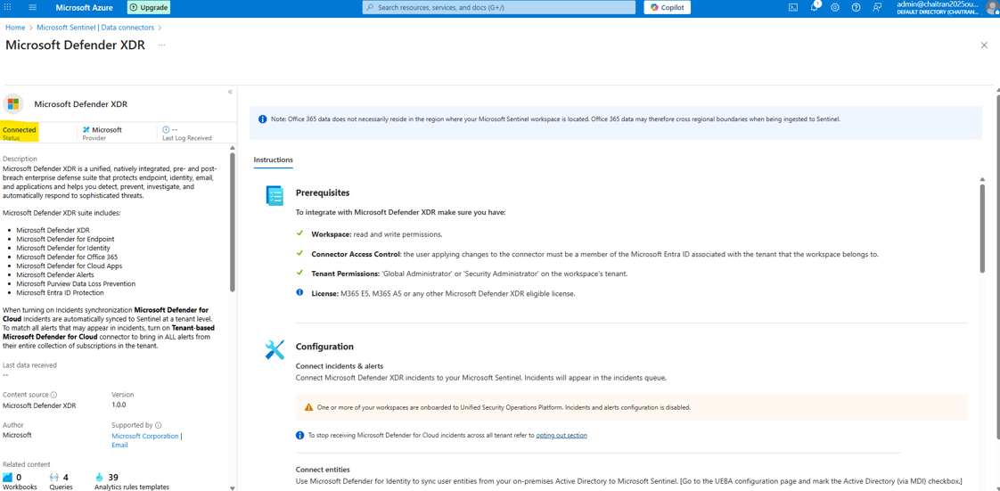 Microsoft Azure
Upgrade
Search resources, services, and docs (G+/)
Copilot
1
admin@chaitran2025ou...
DEFAULT DIRECTORY (CHAITRAN....
Home > Microsoft Sentinel | Data connectors >
Microsoft Defender XDR ...
Microsoft Defender XDR
Connected
Status
Microsoft
Provider
--
Last Log Received
Description
Microsoft Defender XDR is a unified, natively integrated, pre- and post-
breach enterprise defense suite that protects endpoint, identity, email,
and applications and helps you detect, prevent, investigate, and
automatically respond to sophisticated threats.
Microsoft Defender XDR suite includes:
• Microsoft Defender XDR
• Microsoft Defender for Endpoint
• Microsoft Defender for Identity
• Microsoft Defender for Office 365
• Microsoft Defender for Cloud Apps
• Microsoft Defender Alerts
• Microsoft Purview Data Loss Prevention
• Microsoft Entra ID Protection
When turning on Incidents synchronization Microsoft Defender for
Cloud Incidents are automatically synced to Sentinel at a tenant level.
To match all alerts that may appear in incidents, turn on Tenant-based
Microsoft Defender for Cloud connector to bring in ALL alerts from
their entire collection of subscriptions in the tenant.
Last data received
--
Content source
Microsoft Defender XDR
Version
1.0.0
Author
Microsoft
Supported by
Microsoft Corporation |
Email
Related content
0
Workbooks
4
Queries
39
Analytics rules templates
Note: Office 365 data does not necessarily reside in the region where your Microsoft Sentinel workspace is located. Office 365 data may therefore cross regional boundaries when being ingested to Sentinel.
Instructions
Prerequisites
To integrate with Microsoft Defender XDR make sure you have:
Workspace: read and write permissions.
Connector Access Control: the user applying changes to the connector must be a member of the Microsoft Entra ID associated with the tenant that the workspace belongs to.
Tenant Permissions: 'Global Administrator' or 'Security Administrator' on the workspace's tenant.
License: M365 E5, M365 A5 or any other Microsoft Defender XDR eligible license.
Configuration
Connect incidents & alerts
Connect Microsoft Defender XDR incidents to your Microsoft Sentinel. Incidents will appear in the incidents queue.
One or more of your workspaces are onboarded to Unified Security Operations Platform. Incidents and alerts configuration is disabled.
To stop receiving Microsoft Defender for Cloud incidents across all tenant refer to opting out section
Connect entities
Use Microsoft Defender for Identity to sync user entities from your on-premises Active Directory to Microsoft Sentinel. [Go to the UEBA configuration page and mark the Active Directory (via MDI) checkbox.]